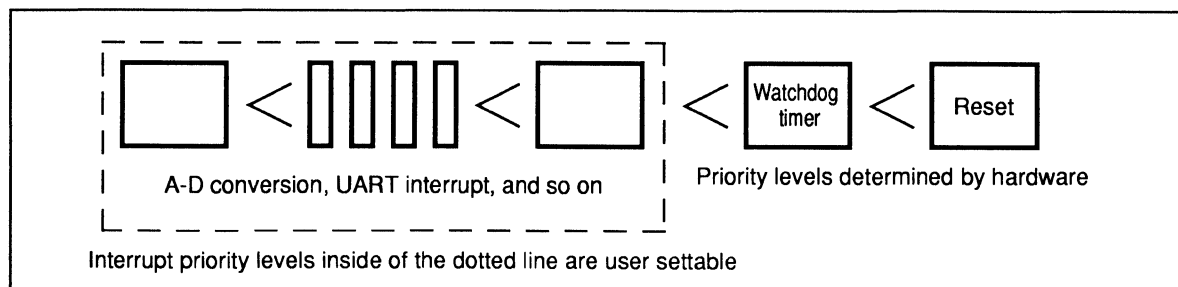 Watchdog
timer
Reset
A-D conversion, UART interrupt, and so on
Priority levels determined by hardware
Interrupt priority levels inside of the dotted line are user settable